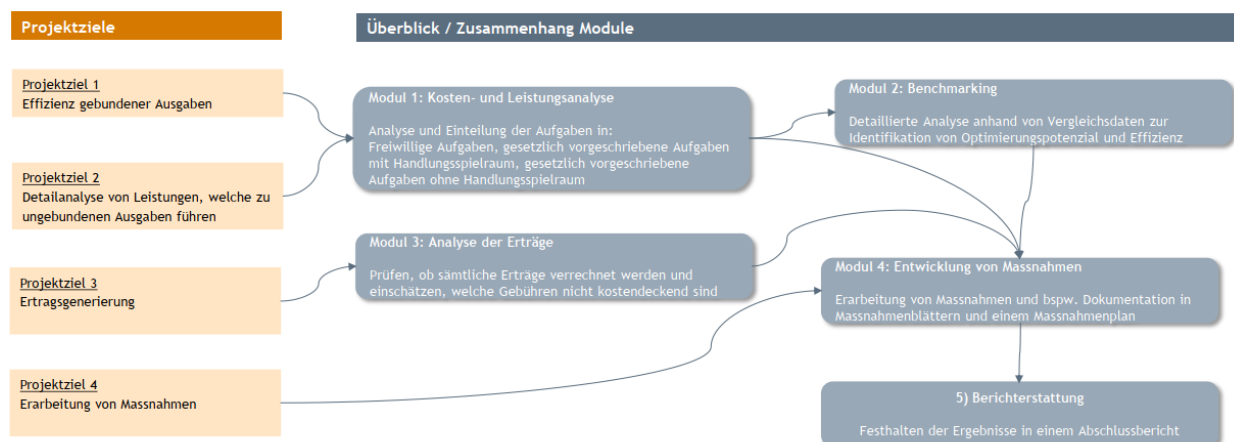 Projektziele
Überblick / Zusammenhang Module
Projektziel 1
Effizienz gebundener Ausgaben
Projektziel 2
Detailanalyse von Leistungen, welche zu
ungebundenen Ausgaben führen
Projektziel 3
Ertragsgenerierung
Projektziel 4
Erarbeitung von Massnahmen
Modul 1: Kosten- und Leistungsanalyse
Analyse und Einteilung der Aufgaben in:
Freiwillige Aufgaben, gesetzlich vorgeschriebene Aufgaben
mit Handlungsspielraum, gesetzlich vorgeschriebene
Aufgaben ohne Handlungsspielraum
Modul 2: Benchmarking
Detaillierte Analyse anhand von Vergleichsdaten zur
Identifikation von Optimierungspotenzial und Effizienz
Modul 3: Analyse der Erträge
Prüfen, ob sämtliche Erträge verrechnet werden und
einschätzen, welche Gebühren nicht kostendeckend sind
Modul 4: Entwicklung von Massnahmen
Erarbeitung von Massnahmen und bspw. Dokumentation in
Massnahmenblättern und einem Massnahmenplan
5) Berichterstattung
Festhalten der Ergebnisse in einem Abschlussbericht